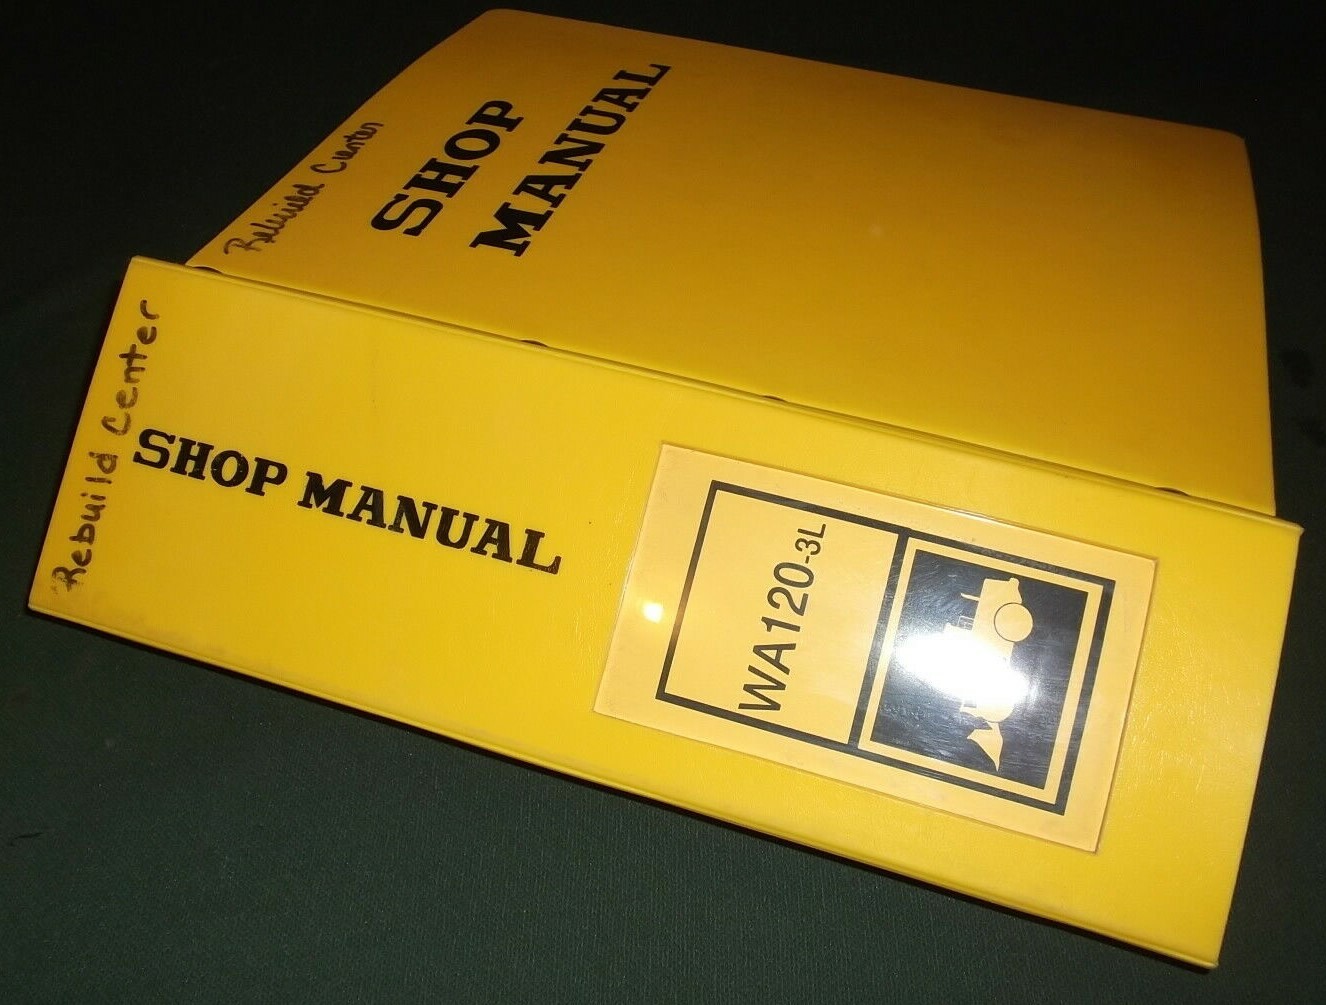 Rebuild Center
SHOP
MANUAL
Rebuild Center
SHOP MANUAL
WA120-3L